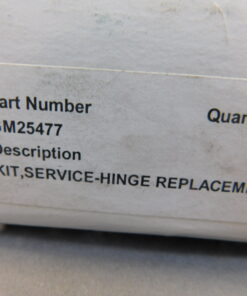 art Number Quan
M25477
Description
KIT,SERVICE-HINGE REPLACEM